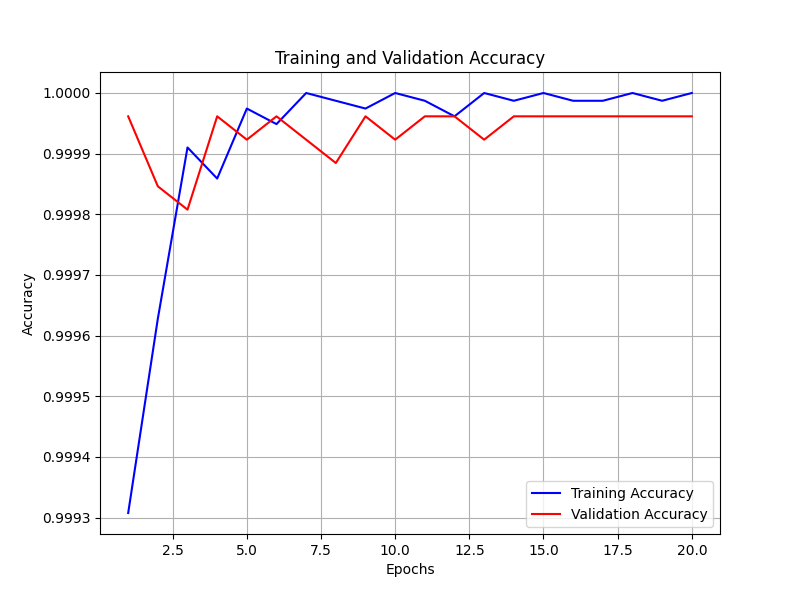 Training and Validation Accuracy
1.0000
0.9999
0.9998
0.9997
0.9996
0.9995
0.9994
0.9993
Accuracy
2.5 5.0 7.5 10.0 12.5 15.0 17.5 20.0
Epochs
Training Accuracy
Validation Accuracy